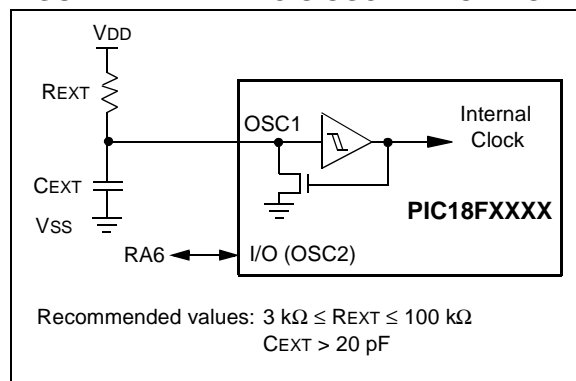 VDD
REXT
OSC1
Internal
Clock
CEXT
PIC18FXXXX
VSS
RA6
I/O (OSC2)
Recommended values: 3 kΩ ≤ REXT ≤ 100 kΩ
CEXT > 20 pF